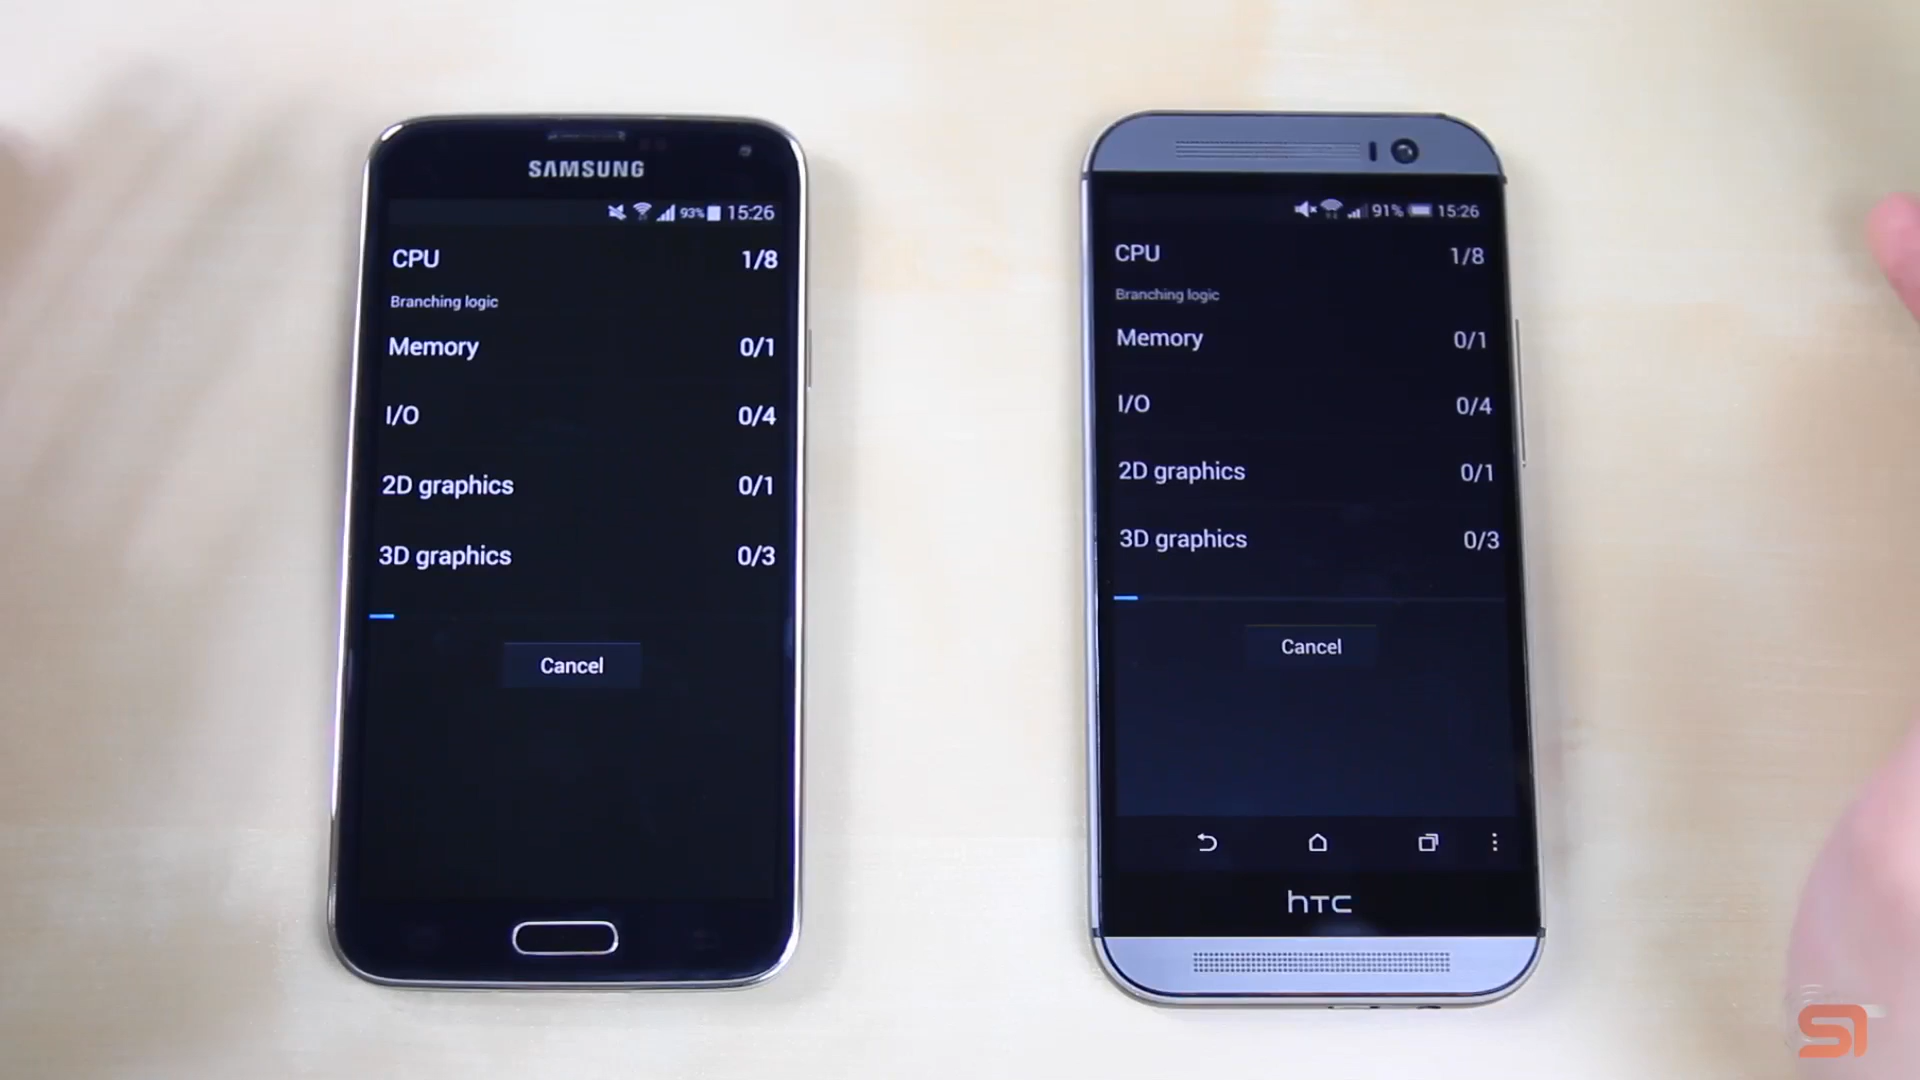 SAMSUNG
93% 15:26
CPU 1/8
Branching logic
Memory 0/1
I/O 0/4
2D graphics 0/1
3D graphics 0/3
Cancel
91% 15:26
CPU 1/8
Branching logic
Memory 0/1
I/O 0/4
2D graphics 0/1
3D graphics 0/3
Cancel
hTC